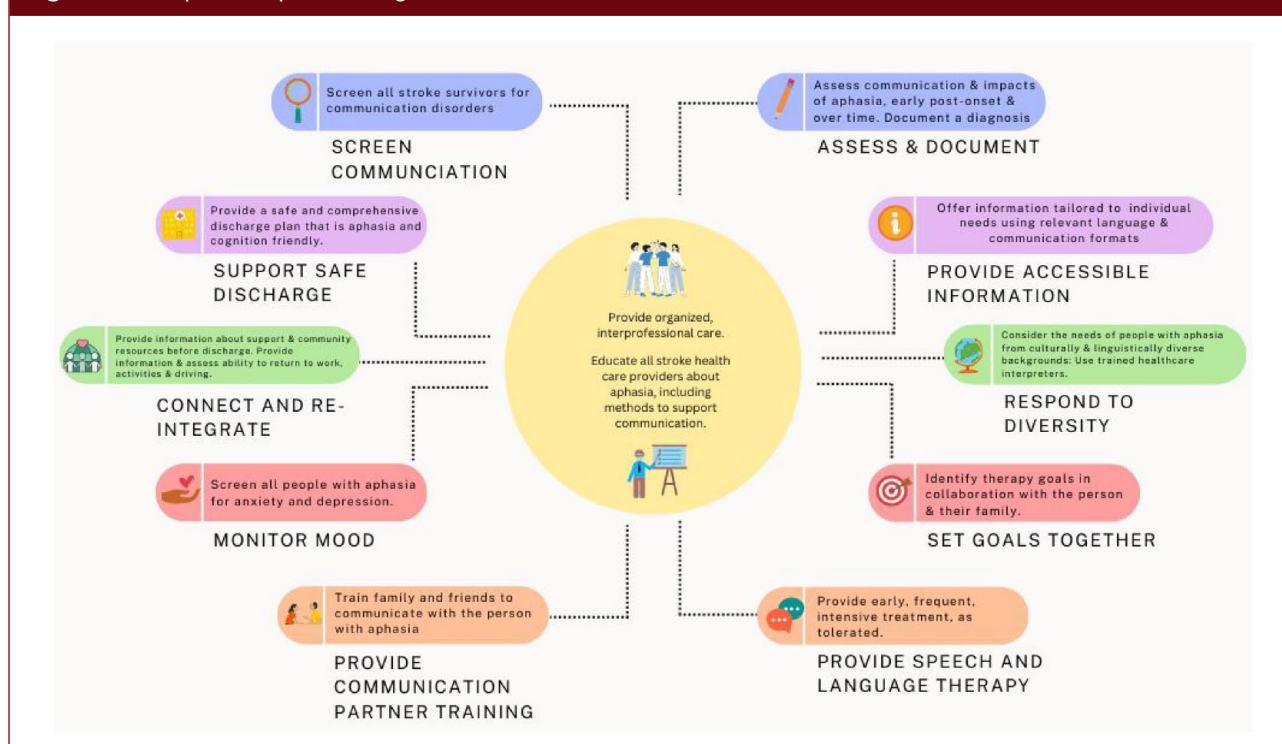 Screen all stroke survivors for
communication disorders
SCREEN
COMMUNCIATION
Assess communication & impacts
of aphasia, early post-onset &
over time. Document a diagnosis
ASSESS & DOCUMENT
Provide a safe and comprehensive
discharge plan that is aphasia and
cognition friendly.
SUPPORT SAFE
DISCHARGE
Offer information tailored to individual
needs using relevant language &
communication formats
PROVIDE ACCESSIBLE
INFORMATION
Provide organized,
interprofessional care.
Educate all stroke health
care providers about
aphasia, including
methods to support
communication.
Provide information about support & community
resources before discharge. Provide
information & assess ability to return to work,
activities & driving.
CONNECT AND RE-
INTEGRATE
Consider the needs of people with aphasia
from culturally & linguistically diverse
backgrounds: Use trained healthcare
interpreters.
RESPOND TO
DIVERSITY
Screen all people with aphasia
for anxiety and depression.
MONITOR MOOD
Identify therapy goals in
collaboration with the person
& their family.
SET GOALS TOGETHER
Train family and friends to
communicate with the person
with aphasia
PROVIDE
COMMUNICATION
PARTNER TRAINING
Provide early, frequent,
intensive treatment, as
tolerated.
PROVIDE SPEECH AND
LANGUAGE THERAPY